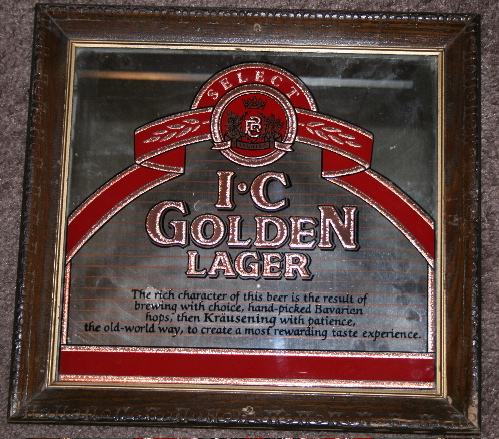 SELECT
I·C
GOLDEN
LAGER
The rich character of this beer is the result of
brewing with choice, hand-picked Bavarian
hops, then Krausening with patience,
the old-world way, to create a most rewarding taste experience.